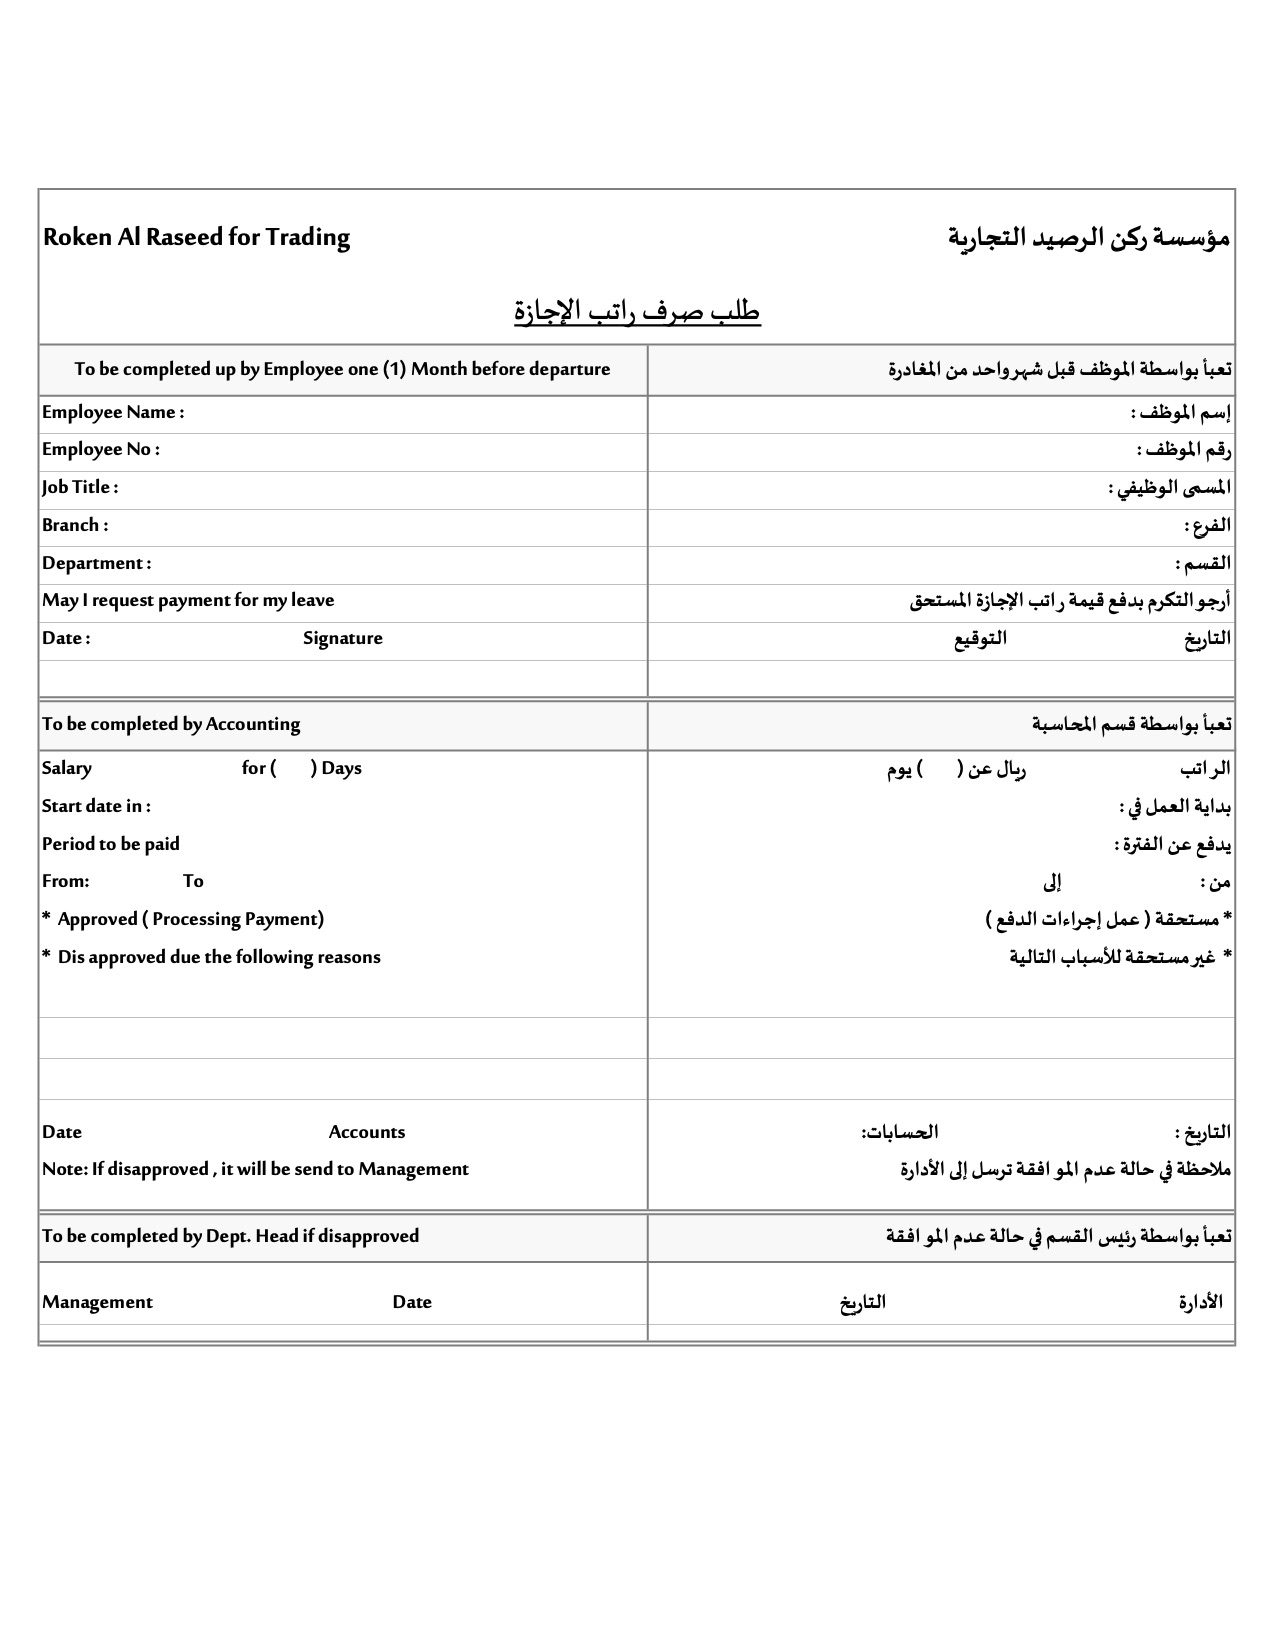 Roken Al Raseed for Trading مؤسسة ركن الرصيد التجارية
طلب صرف راتب الإجازة
To be completed up by Employee one (1) Month before departure تعبأ بواسطة الموظف قبل شهر واحد من المغادرة
Employee Name : إسم الموظف :
Employee No : رقم الموظف :
Job Title : المسمى الوظيفي :
Branch : الفرع :
Department : القسم :
May I request payment for my leave أرجو التكرم بدفع قيمة راتب الإجازة المستحق
Date : Signature التاريخ التوقيع
To be completed by Accounting تعبأ بواسطة قسم المحاسبة
Salary for ( ) Days الراتب ريال عن ( ) يوم
Start date in : بداية العمل في :
Period to be paid يدفع عن الفترة :
From: To من : إلى
* Approved ( Processing Payment) * مستحقة ( عمل إجراءات الدفع )
* Dis approved due the following reasons * غير مستحقة للأسباب التالية
Date Accounts التاريخ : الحسابات:
Note: If disapproved , it will be send to Management ملاحظة في حالة عدم الموافقة ترسل إلى الأدارة
To be completed by Dept. Head if disapproved تعبأ بواسطة رئيس القسم في حالة عدم الموافقة
Management Date الأدارة التاريخ